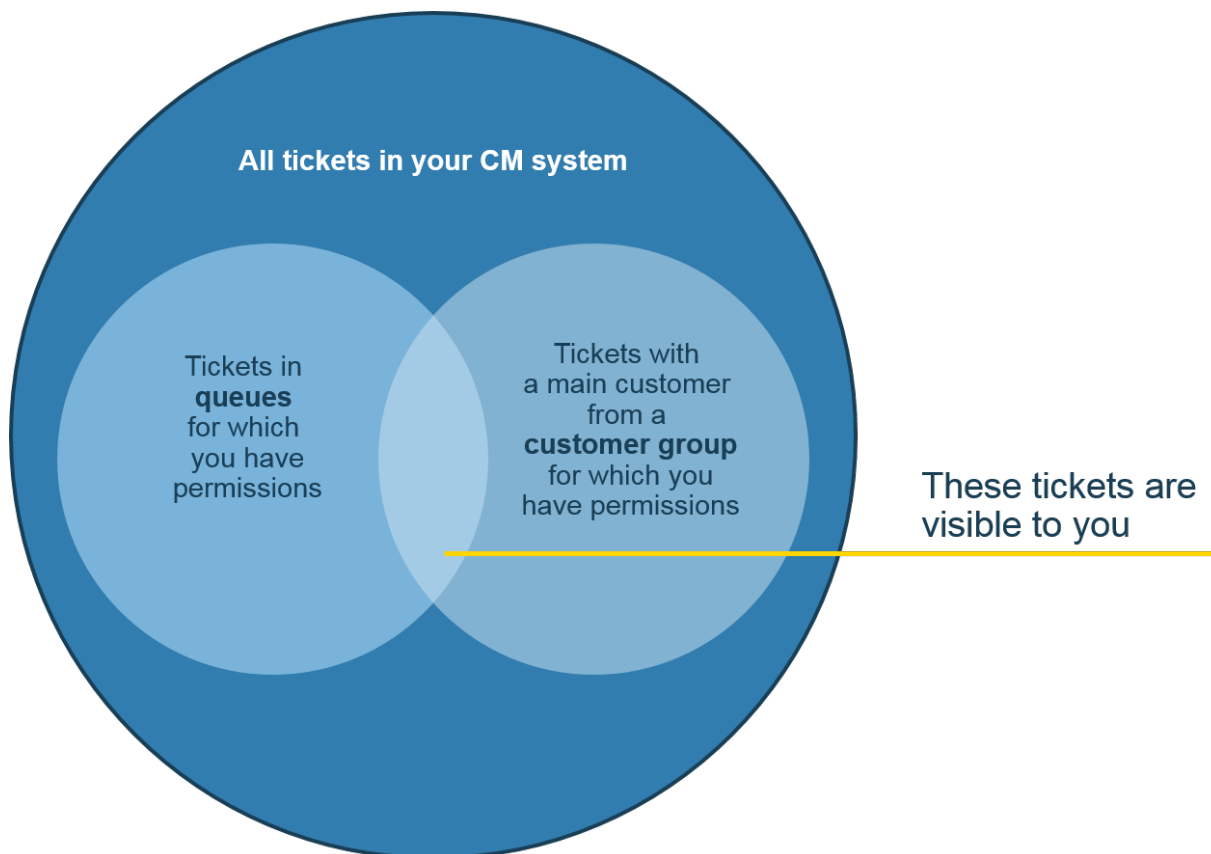 All tickets in your CM system
Tickets in
queues
for which
you have
permissions
Tickets with
a main customer
from a
customer group
for which you
have permissions
These tickets are
visible to you